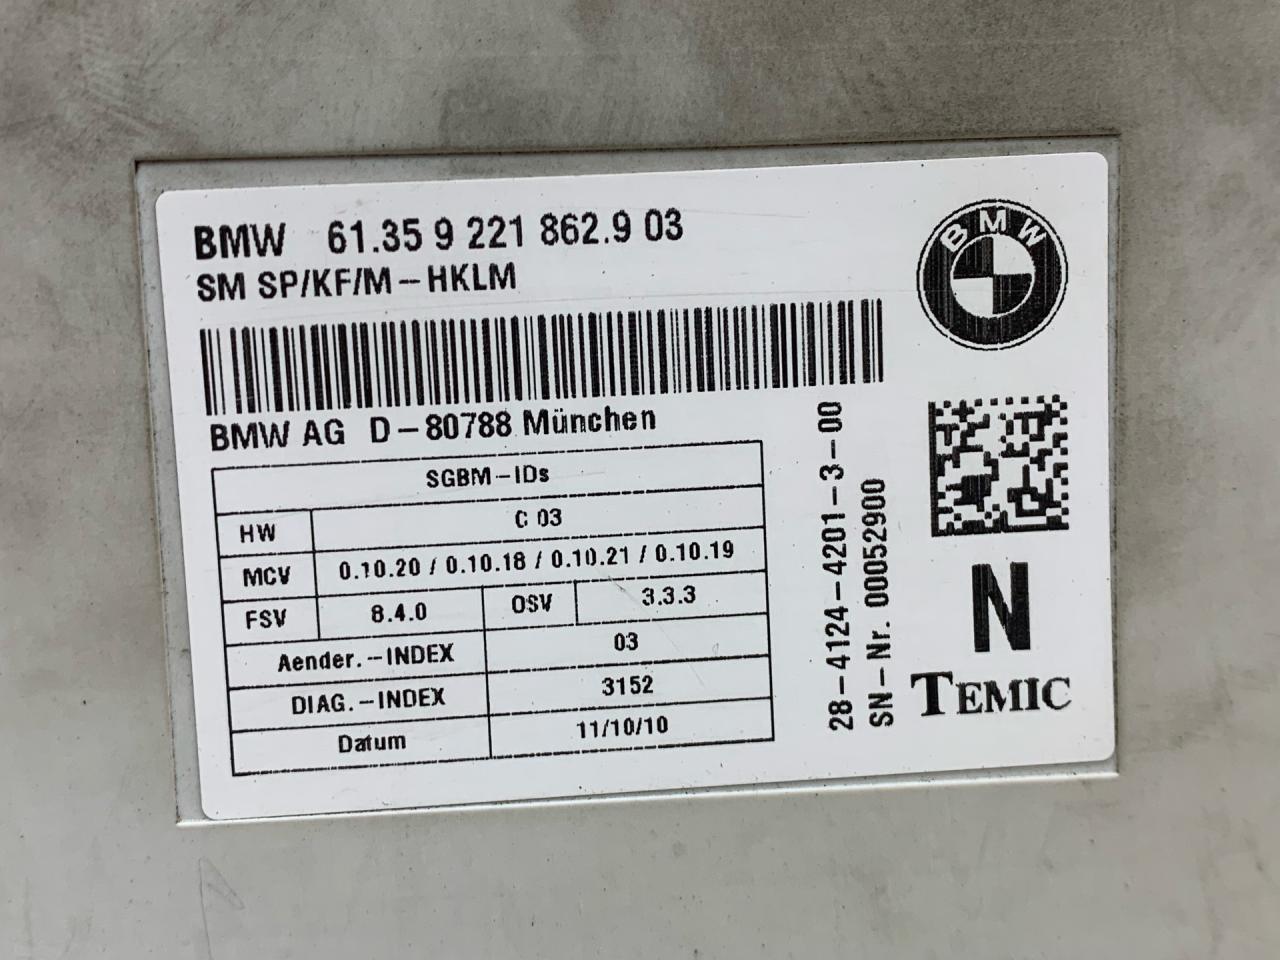 BMW 61.35 9 221 862.9 03
SM SP/KF/M-HKLM
BMW
BMW AG D-80788 München
SGBM-IDs
HW C 03
MCV 0.10.20 / 0.10.18 / 0.10.21 / 0.10.19
FSV 8.4.0 OSV 3.3.3
Aender.-INDEX 03
DIAG.-INDEX 3152
Datum 11/10/10
28-4124-4201-3-00
SN-Nr. 00052900
N
TEMIC